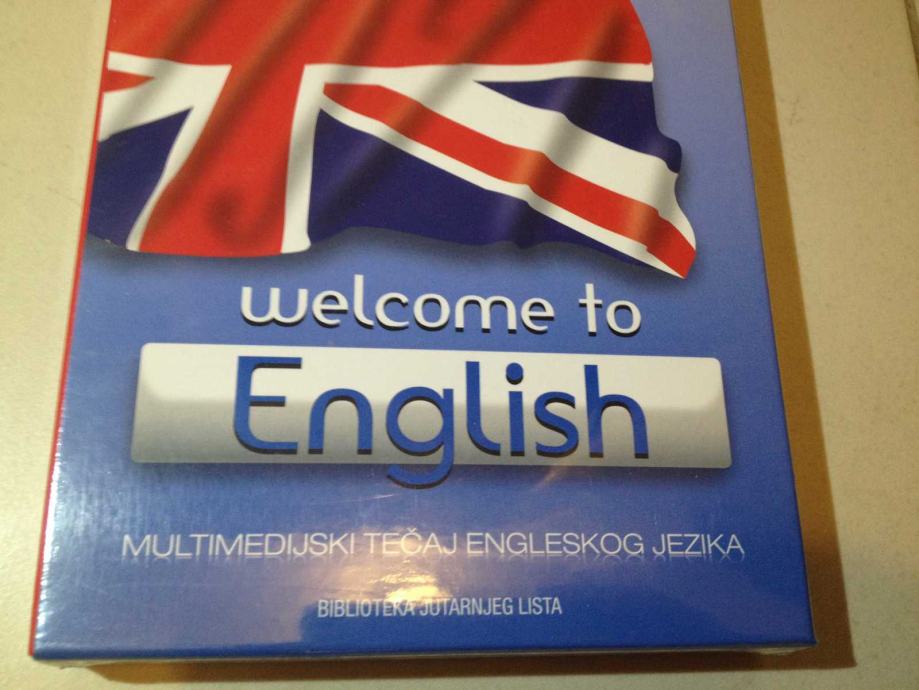 welcome to
English
MULTIMEDIJSKI TEČAJ ENGLESKOG JEZIKA
BIBLIOTEKA JUTARNJEG LISTA